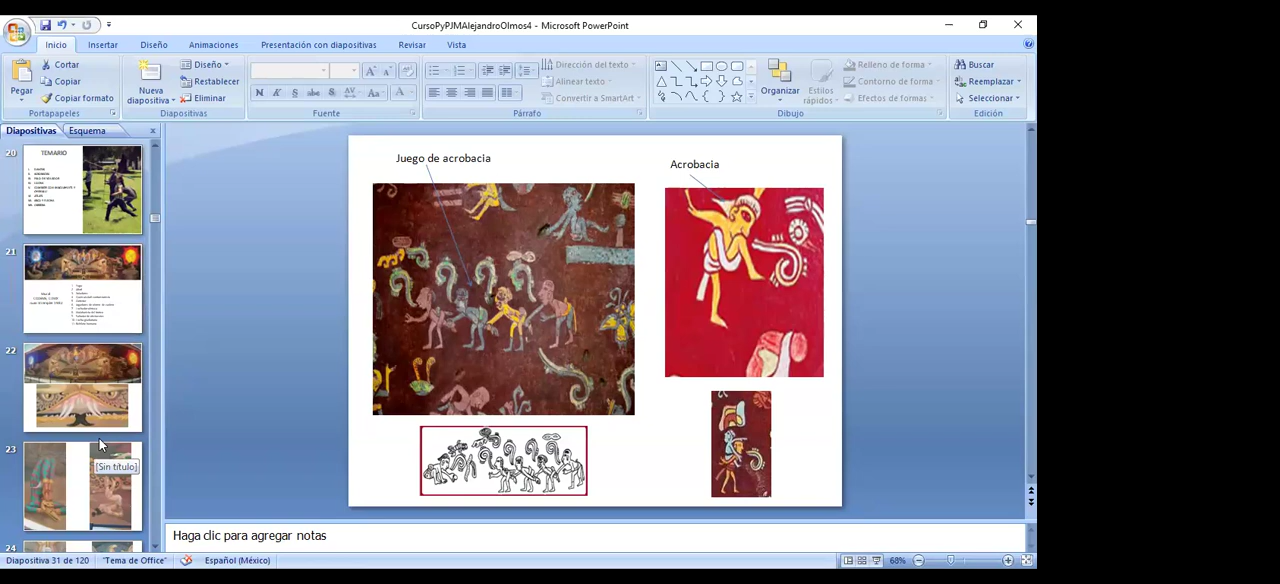 CursoPyPJMAlejandroOlmos4 - Microsoft PowerPoint
Inicio Insertar Diseño Animaciones Presentación con diapositivas Revisar Vista
Pegar
Cortar
Copiar
Copiar formato
Portapapeles
Nueva diapositiva
Diseño
Restablecer
Eliminar
Diapositivas
N K S abc S AV Aa A
Fuente
Dirección del texto
Alinear texto
Convertir a SmartArt
Párrafo
Organizar
Estilos rápidos
Relleno de forma
Contorno de forma
Efectos de formas
Dibujo
Buscar
Reemplazar
Seleccionar
Edición
Diapositivas Esquema
20
TEMARIO
21
22
23
[Sin título]
24
Juego de acrobacia
Acrobacia
Haga clic para agregar notas
Diapositiva 31 de 120 "Tema de Office" Español (México) 68%